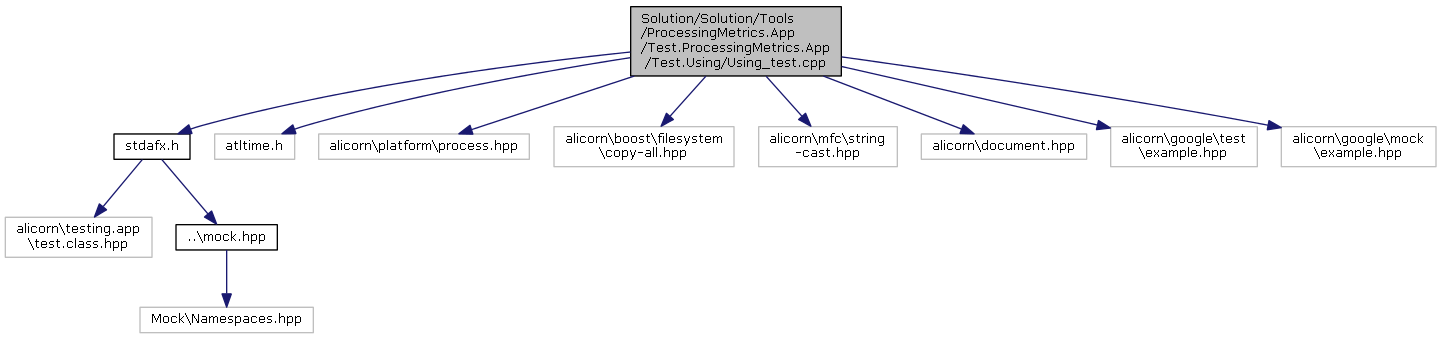 Solution/Solution/Tools
/ProcessingMetrics.App
/Test.ProcessingMetrics.App
/Test.Using/Using_test.cpp
stdafx.h
atltime.h
alicorn\platform\process.hpp
alicorn\boost\filesystem
\copy-all.hpp
alicorn\mfc\string
-cast.hpp
alicorn\document.hpp
alicorn\google\test
\example.hpp
alicorn\google\mock
\example.hpp
alicorn\testing.app
\test.class.hpp
..\mock.hpp
Mock\Namespaces.hpp